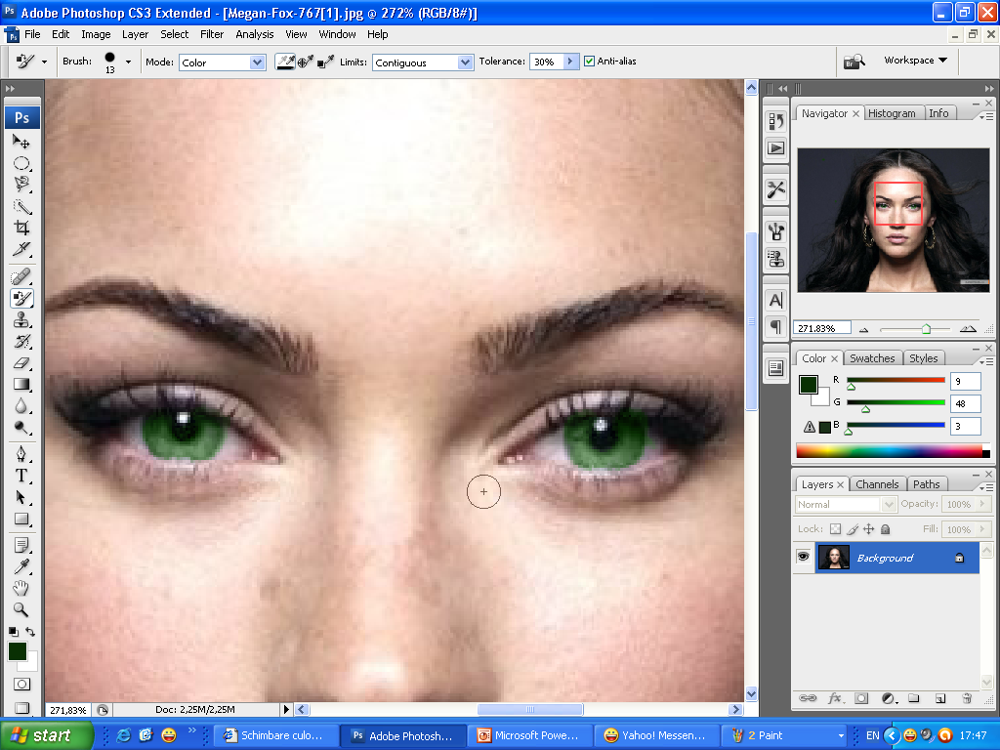 Adobe Photoshop CS3 Extended - [Megan-Fox-767[1].jpg @ 272% (RGB/8#)]
File Edit Image Layer Select Filter Analysis View Window Help
Brush: 13 Mode: Color Limits: Contiguous Tolerance: 30% Anti-alias Br Workspace
Ps
Navigator Histogram Info
271.83%
Color Swatches Styles
R 9
G 48
B 3
Layers Channels Paths
Normal Opacity: 100%
Lock: Fill: 100%
Background
T
A
271,83% Doc: 2,25M/2,25M
start Schimbare culo... Adobe Photosh... Microsoft Powe... Yahoo! Messen... 2 Paint EN 17:47